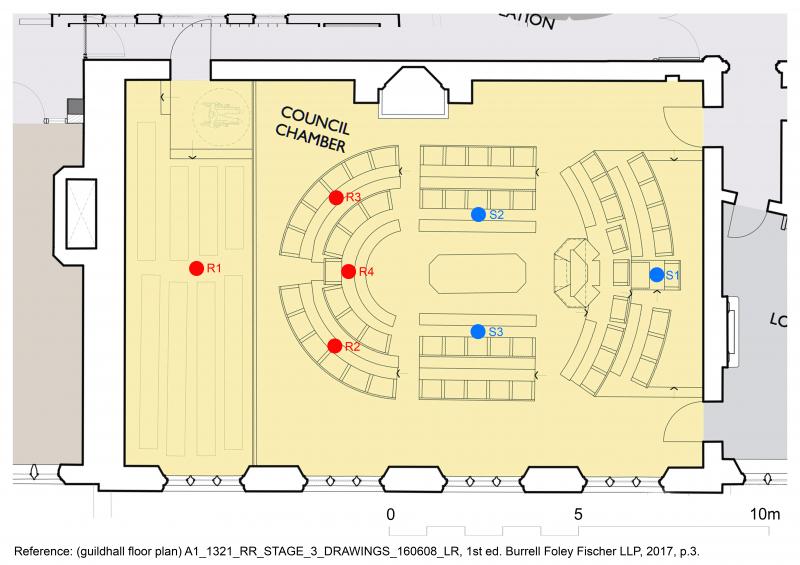 ATION
COUNCIL
CHAMBER
R3
S2
R1
R4
S1
S3
R2
LO
0 5 10m
Reference: (guildhall floor plan) A1_1321_RR_STAGE_3_DRAWINGS_160608_LR, 1st ed. Burrell Foley Fischer LLP, 2017, p.3.